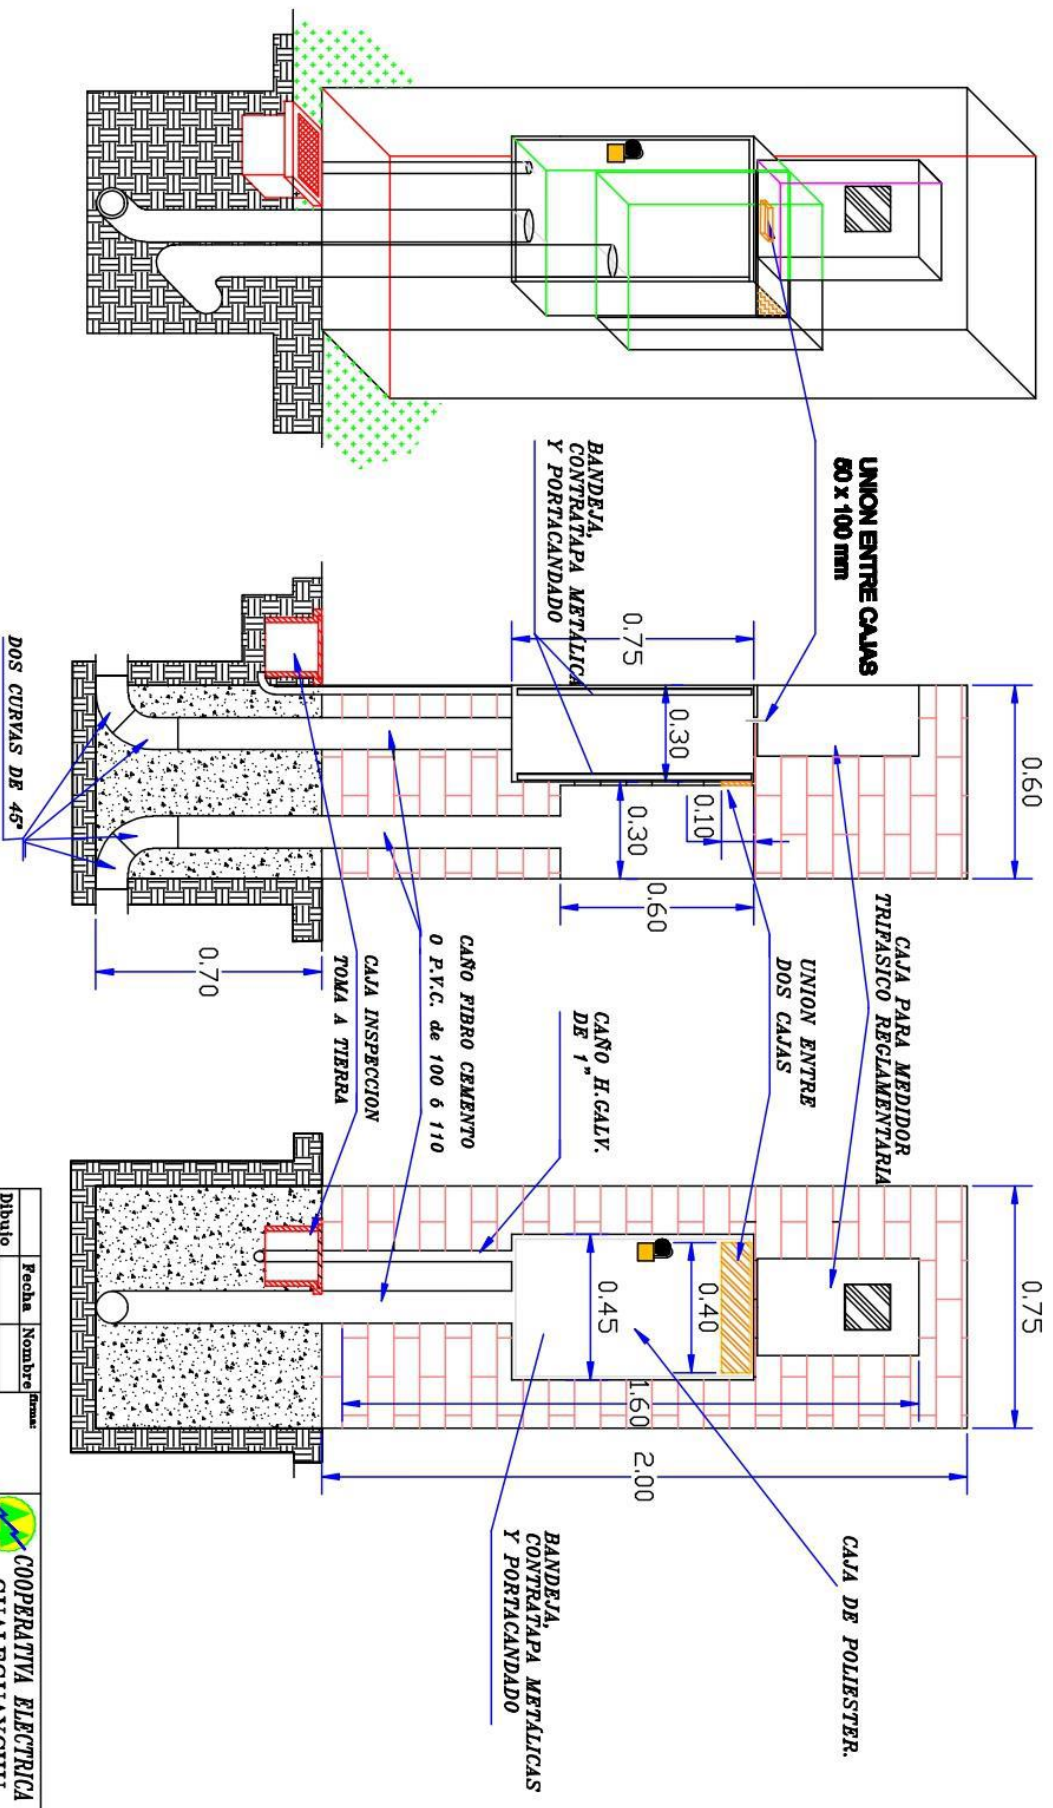 UNION ENTRE CAJAS
50 x 100 mm
BANDEJA,
CONTRATAPA METÁLICA
Y PORTACANDADO
0.75
0.30
0.30
0.10
0.60
0.60
0.70
DOS CURVAS DE 45°
CAJA PARA MEDIDOR
TRIFASICO REGLAMENTARIA
UNION ENTRE
DOS CAJAS
CAÑO H.GALV.
DE 1"
CAÑO FIBRO CEMENTO
O P.V.C. de 100 ó 110
CAJA INSPECCION
TOMA A TIERRA
0.75
0.40
0.45
1.60
2.00
CAJA DE POLIESTER.
BANDEJA,
CONTRATAPA METÁLICAS
Y PORTACANDADO
Fecha Nombre firma:
Dibujo
COOPERATIVA ELECTRICA
GUALEGUAYCHU